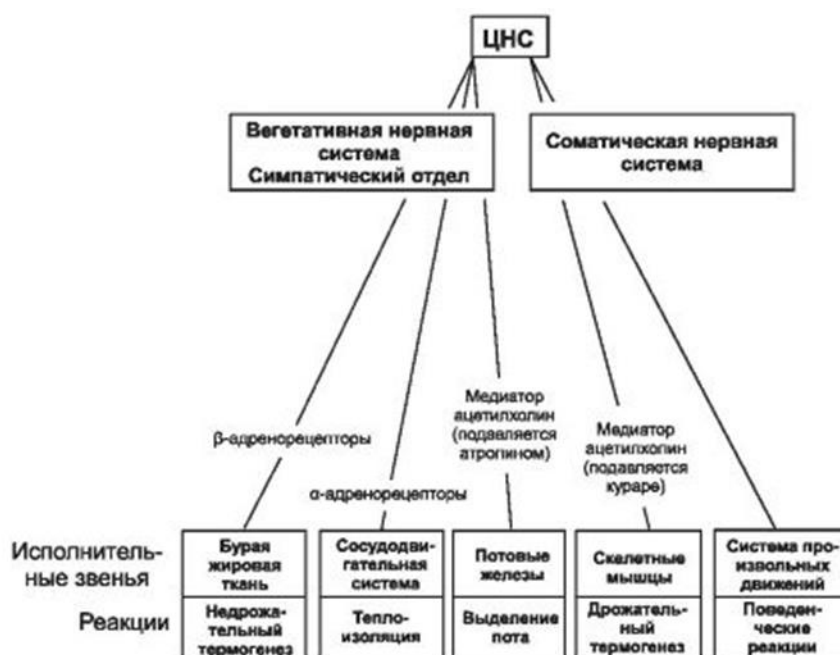 ЦНС
Вегетативная нервная
система
Симпатический отдел
Соматическая нервная
система
Медиатор
ацетилхолин
(подавляется
атропином)
Медиатор
ацетилхолин
(подавляется
кураре)
β-адренорецепторы
α-адренорецепторы
Исполнитель-
ные звенья
Бурая
жировая
ткань
Сосудодви-
гательная
система
Потовые
железы
Скелетные
мышцы
Система про-
извольных
движений
Реакции
Недрожа-
тельный
термогенез
Тепло-
изоляция
Выделение
пота
Дрожатель-
ный
термогенез
Поведен-
ческие
реакции